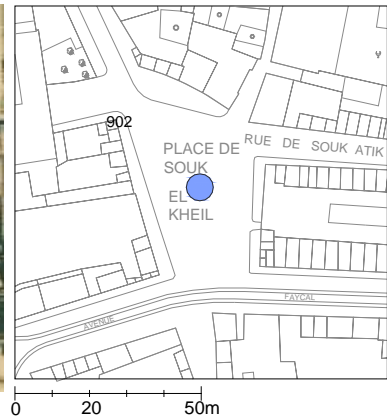 902
PLACE DE
SOUK
EL
KHEIL
RUE DE SOUK ATIK
AVENUE FAYCAL
0 20 50m